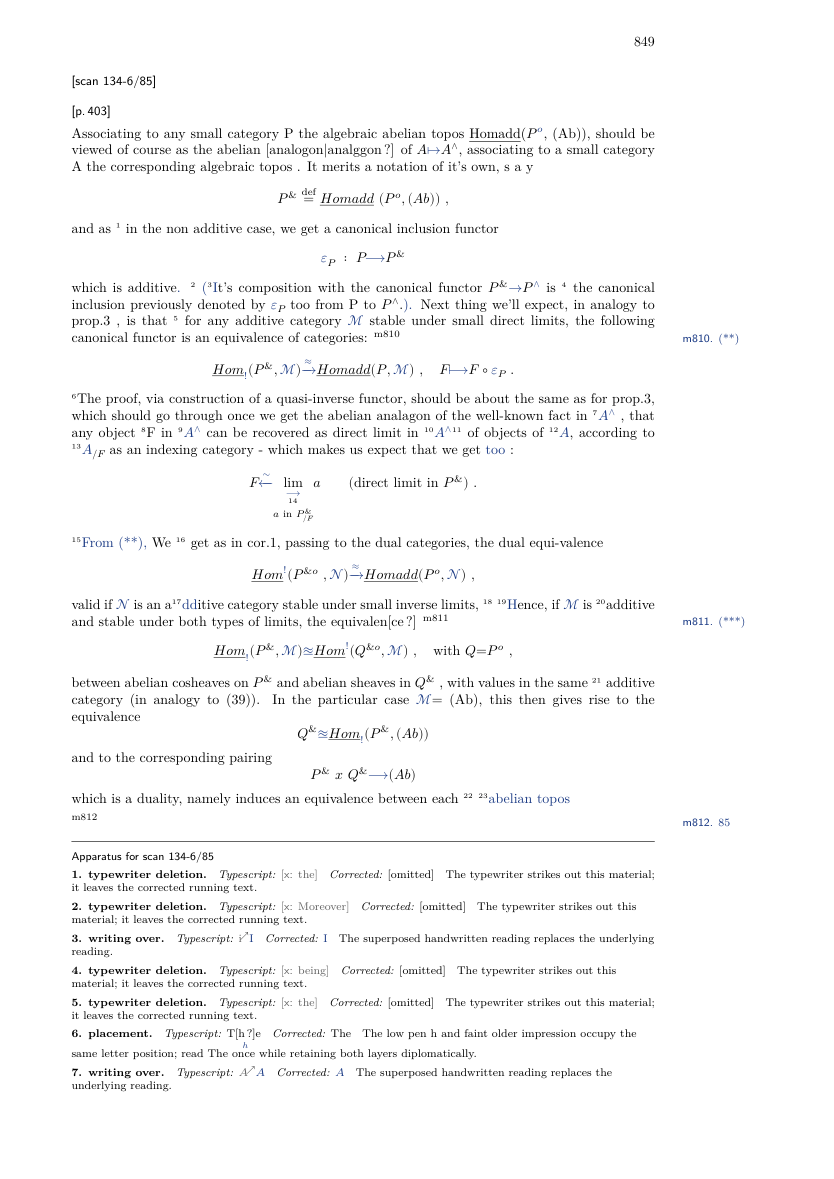 849
[scan 134-6/85]
[p. 403]
Associating to any small category P the algebraic abelian topos Homadd(Pᵒ, (Ab)), should be
viewed of course as the abelian [analogon|analggon ?] of A↦A^, associating to a small category
A the corresponding algebraic topos . It merits a notation of it's own, s a y
P& def= Homadd (Pᵒ, (Ab)) ,
and as ¹ in the non additive case, we get a canonical inclusion functor
ε_P : P⟶P&
which is additive. ² (³It's composition with the canonical functor P&→P^ is ⁴ the canonical
inclusion previously denoted by ε_P too from P to P^.). Next thing we'll expect, in analogy to
prop.3 , is that ⁵ for any additive category ℳ stable under small direct limits, the following
canonical functor is an equivalence of categories: m810
m810. (**)
Hom_!(P&, ℳ) ≈→ Homadd(P, ℳ) , F⟼F ∘ ε_P .
⁶The proof, via construction of a quasi-inverse functor, should be about the same as for prop.3,
which should go through once we get the abelian analagon of the well-known fact in ⁷A^ , that
any object ⁸F in ⁹A^ can be recovered as direct limit in ¹⁰A^¹¹ of objects of ¹²A, according to
¹³A_/F as an indexing category - which makes us expect that we get too :
F ∼← lim a (direct limit in P&) .
→
14
a in P&_/F
¹⁵From (**), We ¹⁶ get as in cor.1, passing to the dual categories, the dual equi-valence
Hom^!(P&ᵒ , 𝒩) ≈→ Homadd(Pᵒ, 𝒩) ,
valid if 𝒩 is an a¹⁷dditive category stable under small inverse limits, ¹⁸ ¹⁹Hence, if ℳ is ²⁰additive
and stable under both types of limits, the equivalen[ce ?] m811
m811. (***)
Hom_!(P&, ℳ)≋Hom^!(Q&ᵒ, ℳ) , with Q=Pᵒ ,
between abelian cosheaves on P& and abelian sheaves in Q& , with values in the same ²¹ additive
category (in analogy to (39)). In the particular case ℳ= (Ab), this then gives rise to the
equivalence
Q&≋Hom_!(P&, (Ab))
and to the corresponding pairing
P& x Q&⟶(Ab)
which is a duality, namely induces an equivalence between each ²² ²³abelian topos
m812
m812. 85
Apparatus for scan 134-6/85
1. typewriter deletion. Typescript: [x: the] Corrected: [omitted] The typewriter strikes out this material;
it leaves the corrected running text.
2. typewriter deletion. Typescript: [x: Moreover] Corrected: [omitted] The typewriter strikes out this
material; it leaves the corrected running text.
3. writing over. Typescript: i↗I Corrected: I The superposed handwritten reading replaces the underlying
reading.
4. typewriter deletion. Typescript: [x: being] Corrected: [omitted] The typewriter strikes out this
material; it leaves the corrected running text.
5. typewriter deletion. Typescript: [x: the] Corrected: [omitted] The typewriter strikes out this material;
it leaves the corrected running text.
6. placement. Typescript: T[h ?]e Corrected: The The low pen h and faint older impression occupy the
h
same letter position; read The once while retaining both layers diplomatically.
7. writing over. Typescript: A↗A Corrected: A The superposed handwritten reading replaces the
underlying reading.